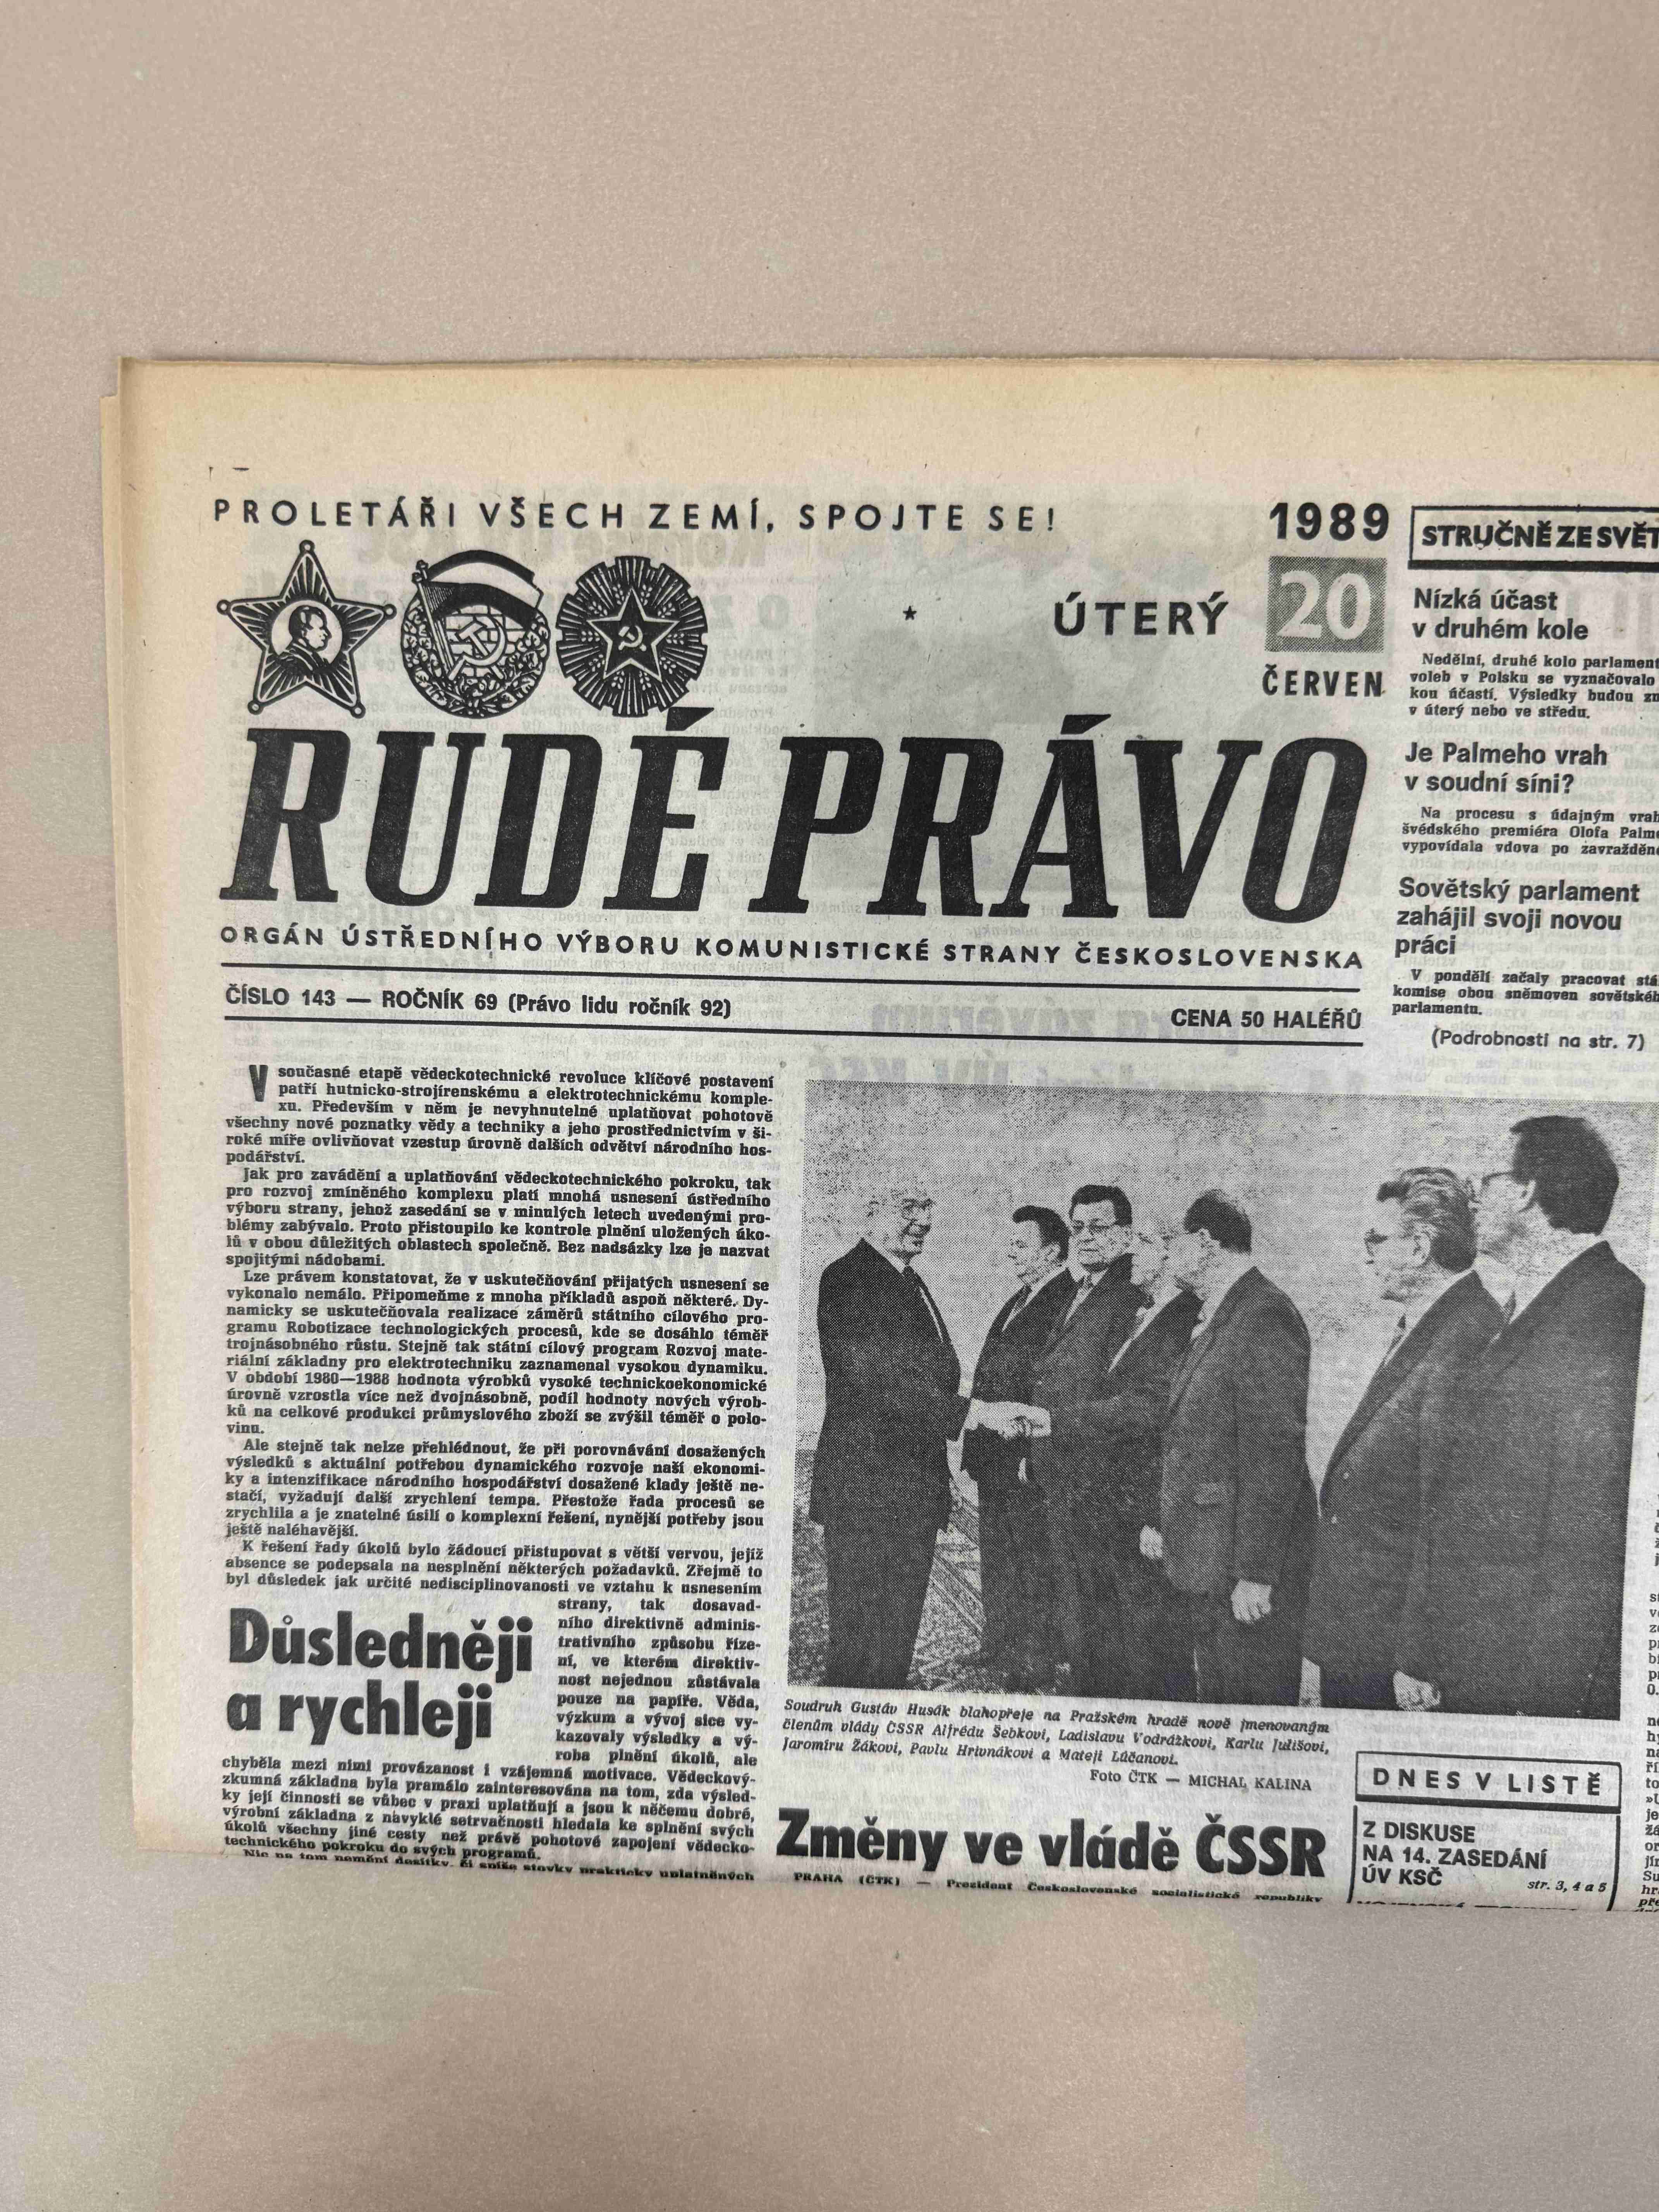 PROLETÁŘI VŠECH ZEMÍ, SPOJTE SE!
1989
ÚTERÝ
20
ČERVEN
RUDÉ PRÁVO
ORGÁN ÚSTŘEDNÍHO VÝBORU KOMUNISTICKÉ STRANY ČESKOSLOVENSKA
ČÍSLO 143 — ROČNÍK 69 (Právo lidu ročník 92)
CENA 50 HALÉŘŮ
STRUČNĚ ZE SVĚT
Nízká účast
v druhém kole
Nedělní, druhé kolo parlament
voleb v Polsku se vyznačovalo
kou účastí. Výsledky budou zn
v úterý nebo ve středu.
Je Palmeho vrah
v soudní síni?
Na procesu s údajným vrah
švédského premiéra Olofa Palme
vypovídala vdova po zavražděné
Sovětský parlament
zahájil svoji novou
práci
V pondělí začaly pracovat stá
komise obou sněmoven sovětskéh
parlamentu.
(Podrobnosti na str. 7)
V současné etapě vědeckotechnické revoluce klíčové postavení
patří hutnicko-strojírenskému a elektrotechnickému komple-
xu. Především v něm je nevyhnutelné uplatňovat pohotově
všechny nové poznatky vědy a techniky a jeho prostřednictvím v ši-
roké míře ovlivňovat vzestup úrovně dalších odvětví národního hos-
podářství.
Jak pro zavádění a uplatňování vědeckotechnického pokroku, tak
pro rozvoj zmíněného komplexu platí mnohá usnesení ústředního
výboru strany, jehož zasedání se v minulých letech uvedenými pro-
blémy zabývalo. Proto přistoupilo ke kontrole plnění uložených úko-
lů v obou důležitých oblastech společně. Bez nadsázky lze je nazvat
spojitými nádobami.
Lze právem konstatovat, že v uskutečňování přijatých usnesení se
vykonalo nemálo. Připomeňme z mnoha příkladů aspoň některé. Dy-
namicky se uskutečňovala realizace záměrů státního cílového pro-
gramu Robotizace technologických procesů, kde se dosáhlo téměř
trojnásobného růstu. Stejně tak státní cílový program Rozvoj mate-
riální základny pro elektrotechniku zaznamenal vysokou dynamiku.
V období 1980—1988 hodnota výrobků vysoké technickoekonomické
úrovně vzrostla více než dvojnásobně, podíl hodnoty nových výrob-
ků na celkové produkci průmyslového zboží se zvýšil téměř o polo-
vinu.
Ale stejně tak nelze přehlédnout, že při porovnávání dosažených
výsledků s aktuální potřebou dynamického rozvoje naší ekonomi-
ky a intenzifikace národního hospodářství dosažené klady ještě ne-
stačí, vyžadují další zrychlení tempa. Přestože řada procesů se
zrychlila a je znatelné úsilí o komplexní řešení, nynější potřeby jsou
ještě naléhavější.
K řešení řady úkolů bylo žádoucí přistupovat s větší vervou, jejíž
absence se podepsala na nesplnění některých požadavků. Zřejmě to
byl důsledek jak určité nedisciplinovanosti ve vztahu k usnesením
strany, tak dosavad-
ního direktivně adminis-
trativního způsobu říze-
ní, ve kterém direktiv-
nost nejednou zůstávala
pouze na papíře. Věda,
výzkum a vývoj sice vy-
kazovaly výsledky a vý-
roba plnění úkolů, ale
Důsledněji
a rychleji
chyběla mezi nimi provázanost i vzájemná motivace. Vědeckový-
zkumná základna byla pramálo zainteresována na tom, zda výsled-
ky její činnosti se vůbec v praxi uplatňují a jsou k něčemu dobré,
výrobní základna z navyklé setrvačnosti hledala ke splnění svých
úkolů všechny jiné cesty než právě pohotové zapojení vědecko-
technického pokroku do svých programů.
Nic na tom nemění desítky, či spíše stovky prakticky uplatněných
Soudruh Gustáv Husák blahopřeje na Pražském hradě nově jmenovaným
členům vlády ČSSR Alfrédu Šebkovi, Ladislavu Vodrážkovi, Karlu Julišovi,
Jaromíru Žákovi, Pavlu Hrivnákovi a Mateji Lúčanovi.
Foto ČTK — MICHAL KALINA
Změny ve vládě ČSSR
PRAHA (ČTK) — Prezident Československé socialistické republiky
DNES V LISTĚ
Z DISKUSE
NA 14. ZASEDÁNÍ
ÚV KSČ
str. 3, 4 a 5